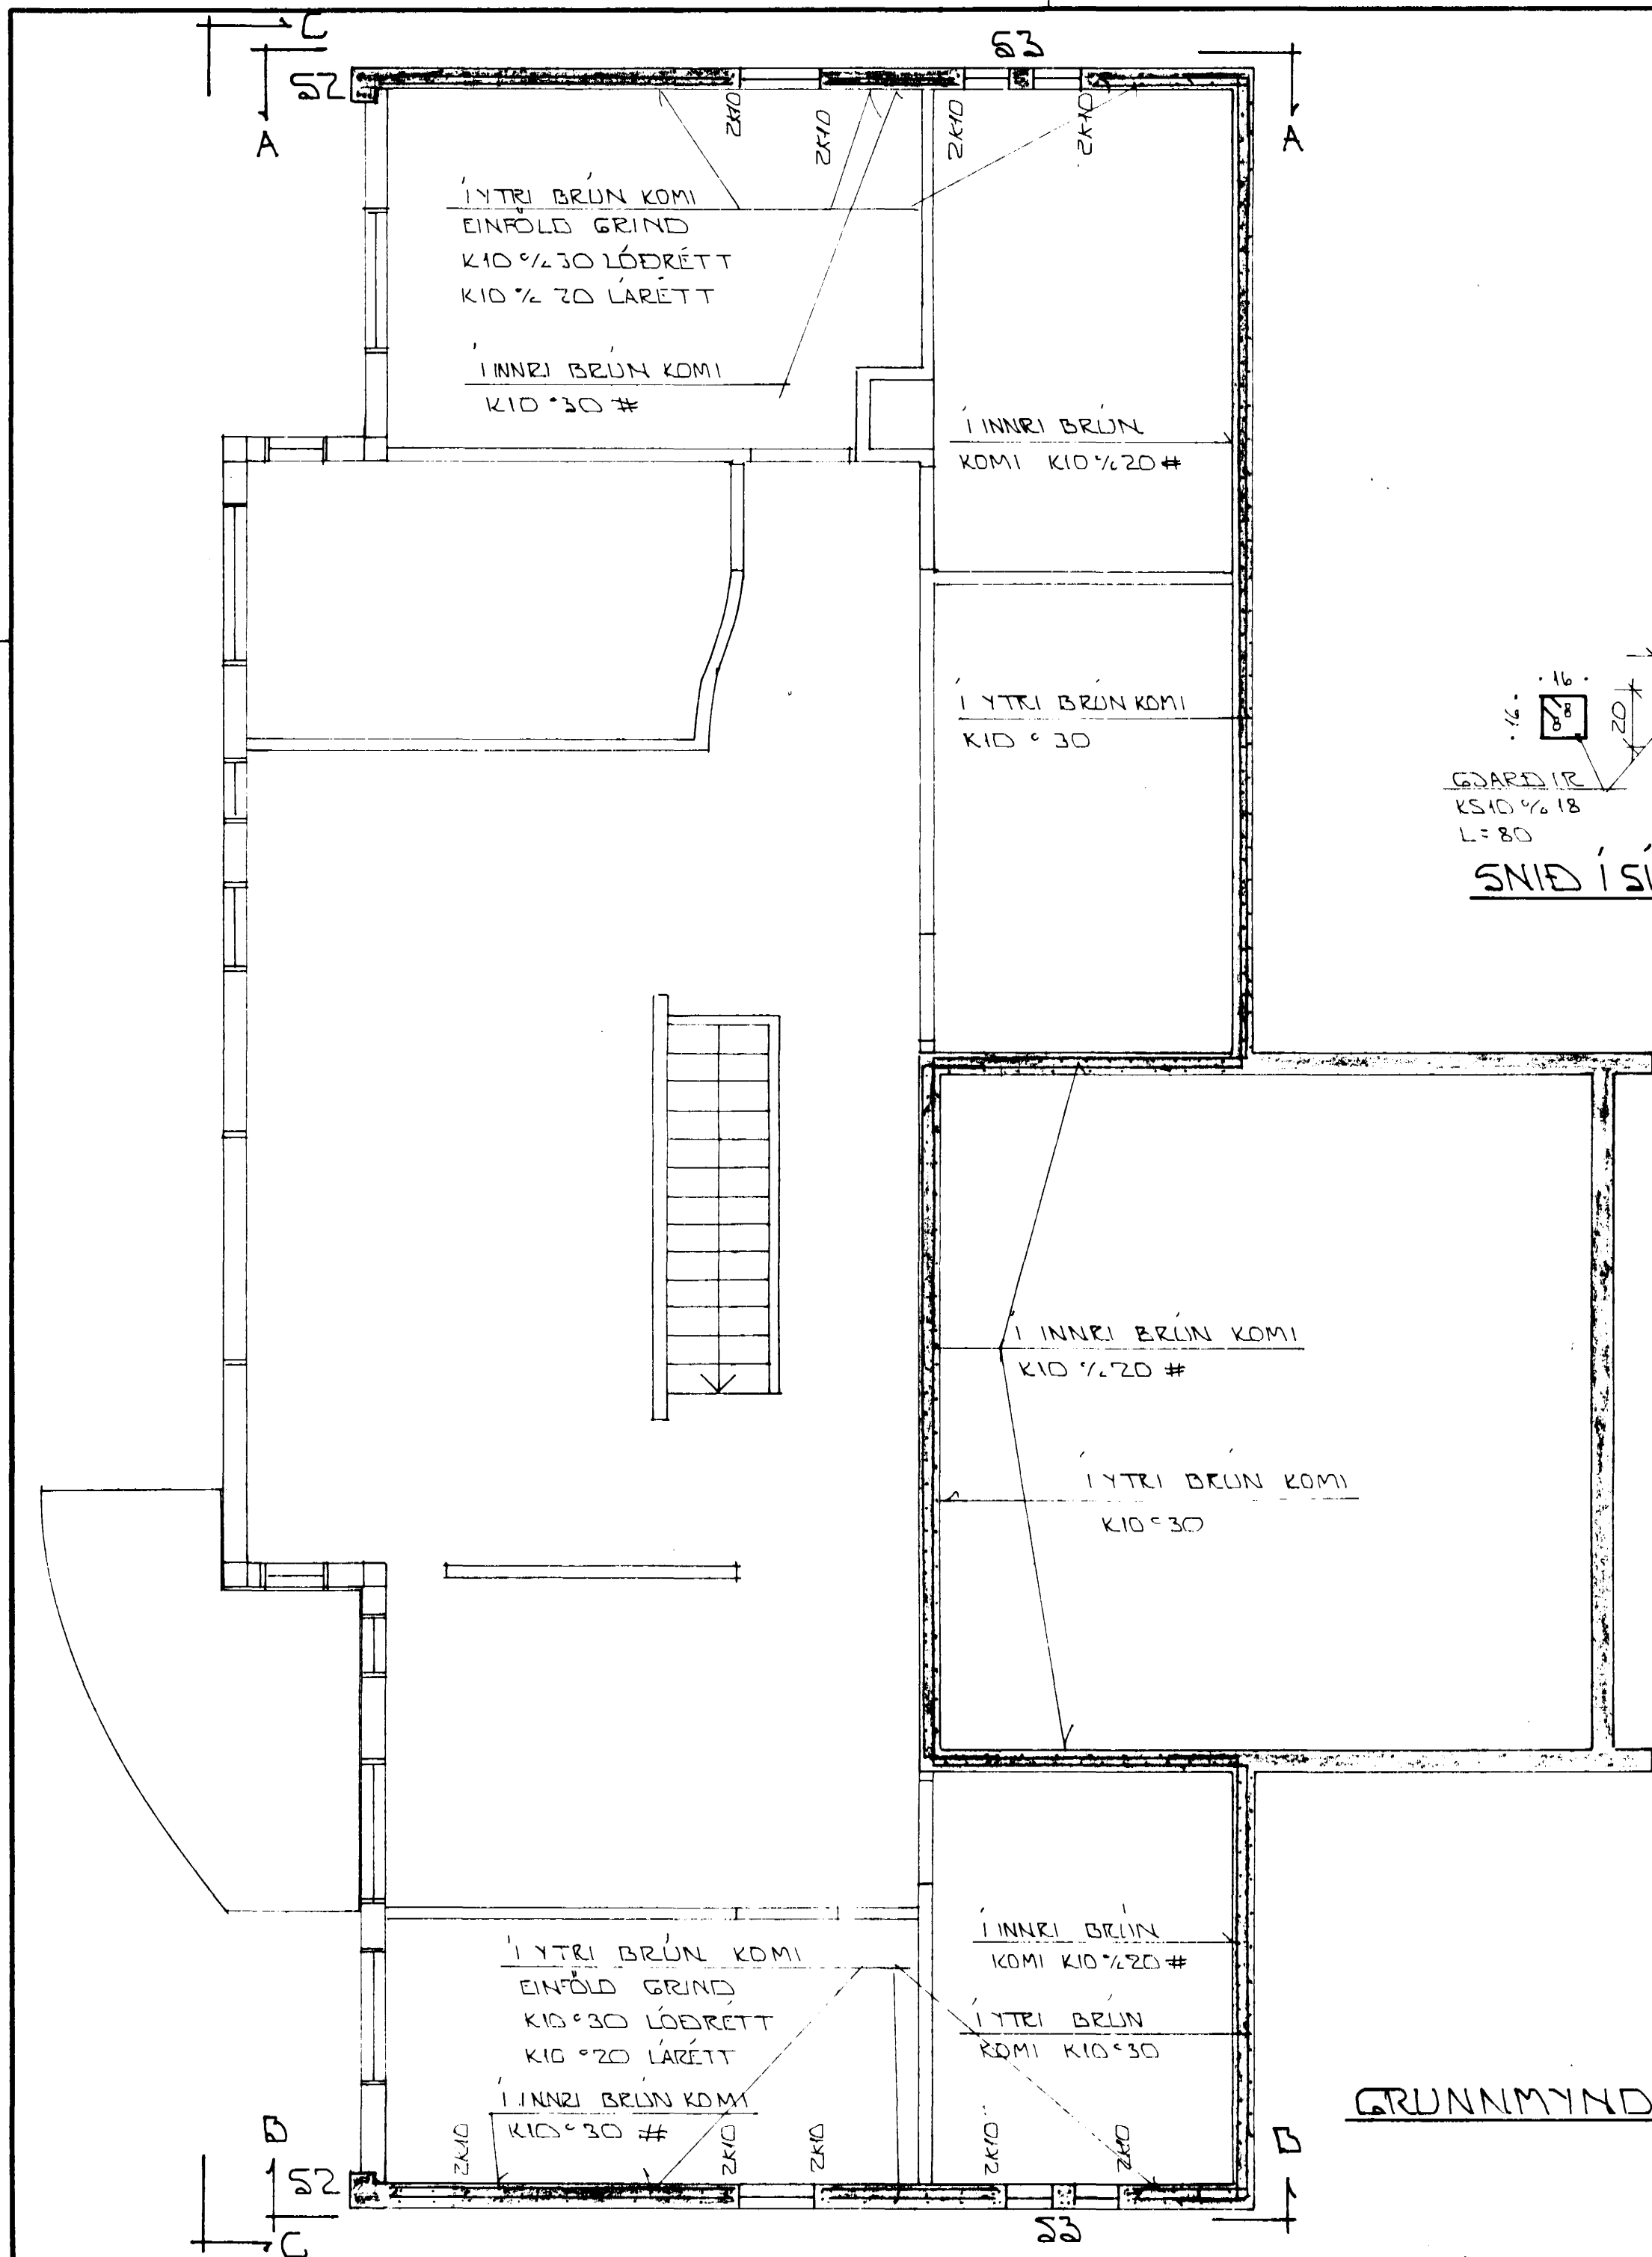 C
A
S2
S3
A
2K10
2K10
2K10
2K10
Í YTRI BRÚN KOMI
EINFÖLD GRIND
K10 c/c 30 LÓÐRÉTT
K10 c/c 20 LÁRÉTT
Í INNRI BRÚN KOMI
K10 c 30 #
Í INNRI BRÚN
KOMI K10 c/c 20 #
Í YTRI BRÚN KOMI
K10 c 30
16
16
8
8
20
GJARÐIR
KS10 c/c 18
L=80
SNIÐ Í SÍ
Í INNRI BRÚN KOMI
K10 c/c 20 #
Í YTRI BRÚN KOMI
K10 c 30
Í YTRI BRÚN KOMI
EINFÖLD GRIND
K10 c 30 LÓÐRÉTT
K10 c 20 LÁRÉTT
Í INNRI BRÚN KOMI
K10 c 30 #
Í INNRI BRÚN
KOMI K10 c/c 20 #
Í YTRI BRÚN
KOMI K10 c 30
2K10
2K10
2K10
2K10
2K10
GRUNNMYND
B
S2
C
S3
B